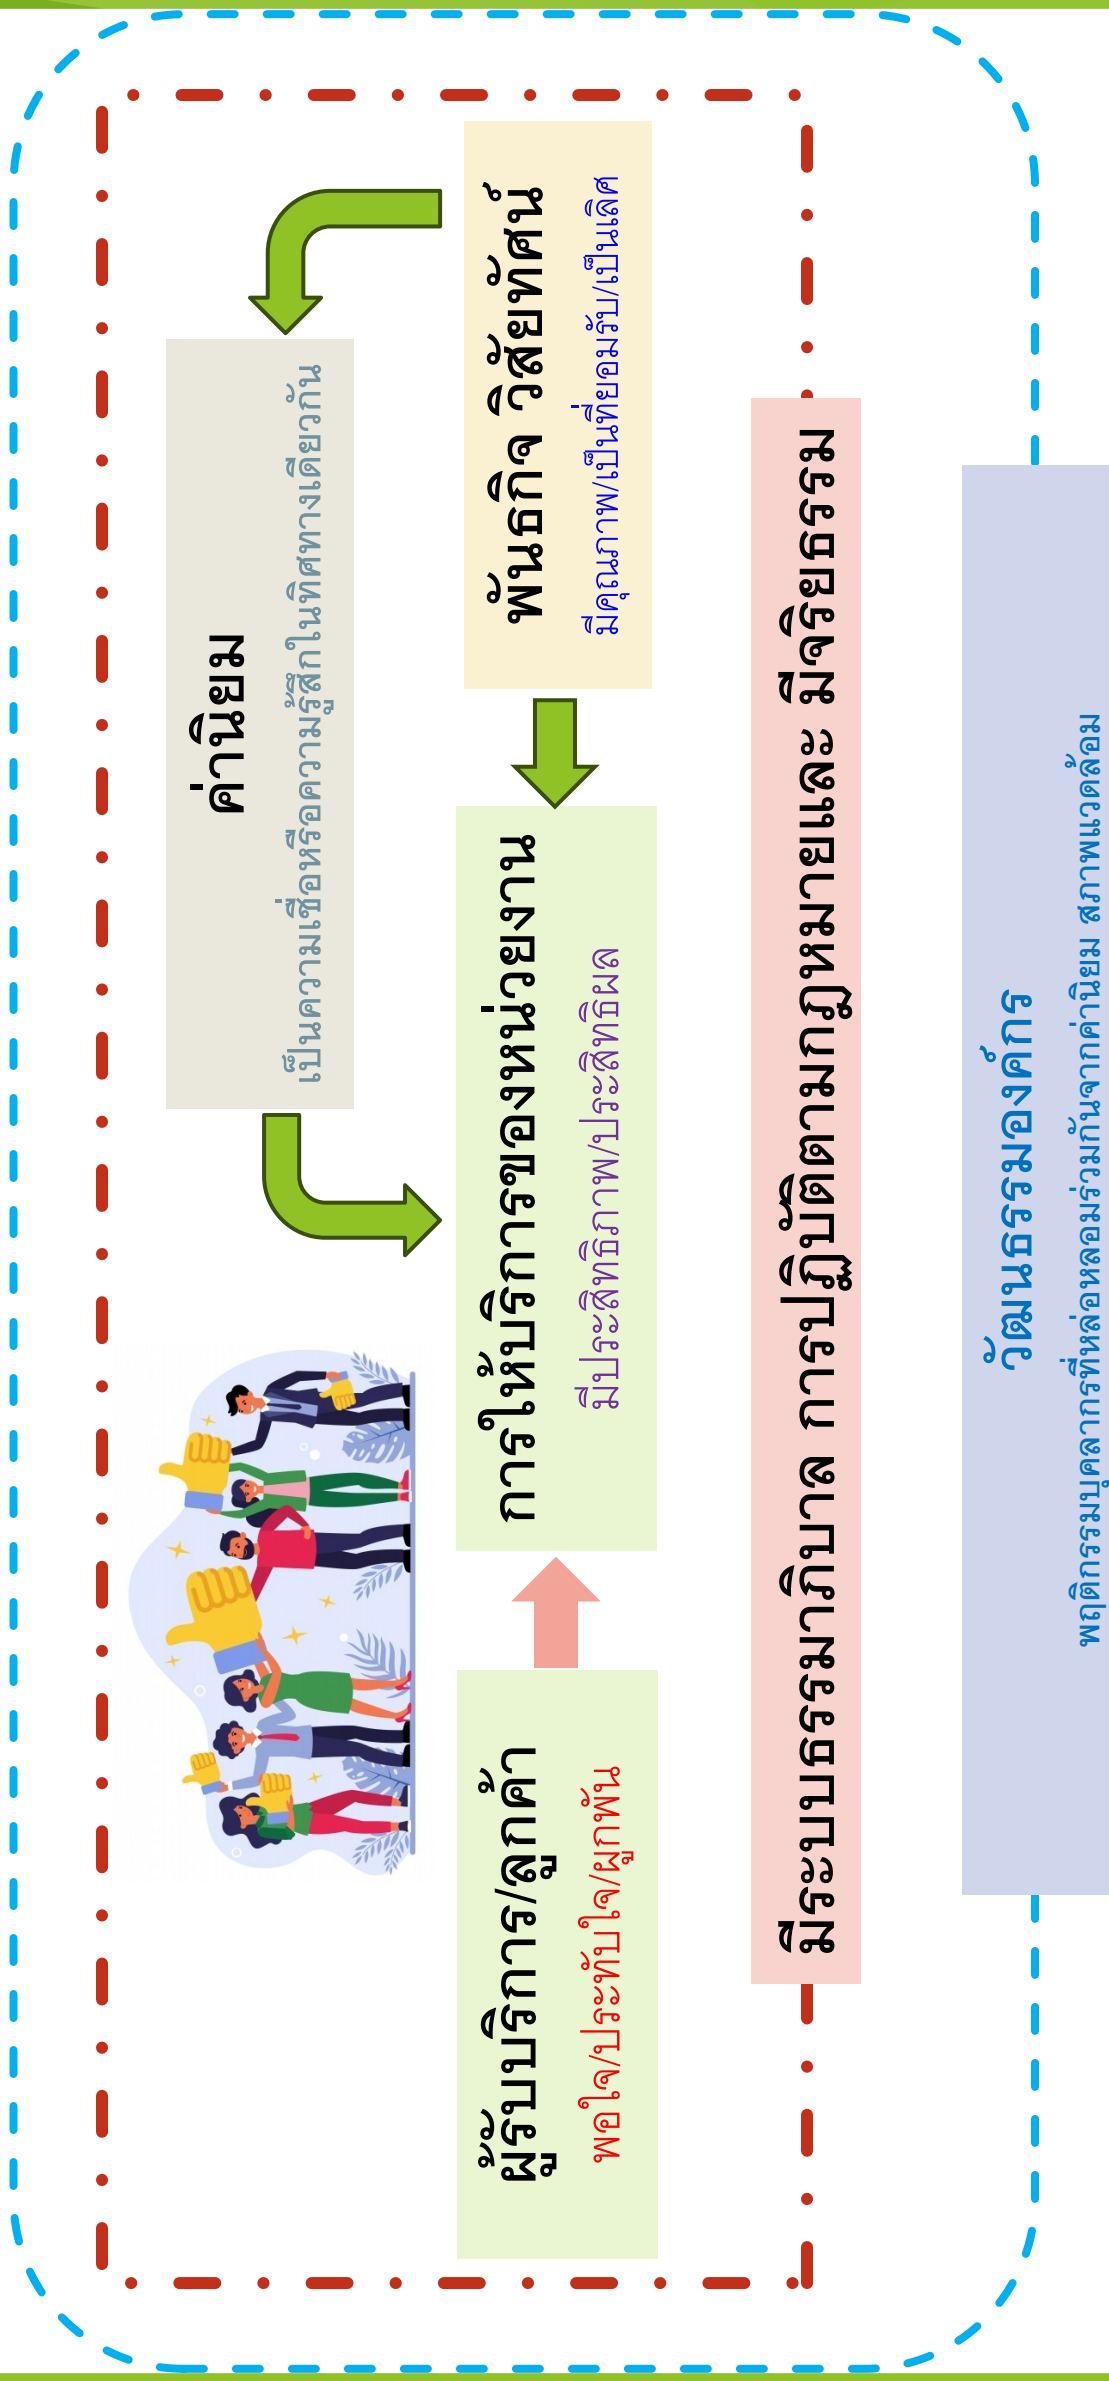 ค่านิยม
เป็นความเชื่อหรือความรู้สึกในทิศทางเดียวกัน
ผู้รับบริการ/ลูกค้า
พอใจ/ประทับใจ/ผูกพัน
การให้บริการของหน่วยงาน
มีประสิทธิภาพ/ประสิทธิผล
พันธกิจ วิสัยทัศน์
มีคุณภาพ/เป็นที่ยอมรับ/เป็นเลิศ
มีระบบธรรมาภิบาล การปฏิบัติตามกฎหมายและ มีจริยธรรม
วัฒนธรรมองค์กร
พฤติกรรมบุคลากรที่หล่อหลอมร่วมกันจากค่านิยม สภาพแวดล้อม